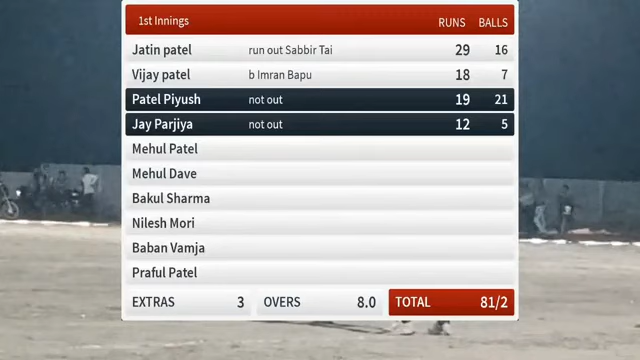 1st Innings RUNS BALLS
Jatin patel run out Sabbir Tai 29 16
Vijay patel b Imran Bapu 18 7
Patel Piyush not out 19 21
Jay Parjiya not out 12 5
Mehul Patel
Mehul Dave
Bakul Sharma
Nilesh Mori
Baban Vamja
Praful Patel
EXTRAS 3 OVERS 8.0 TOTAL 81/2